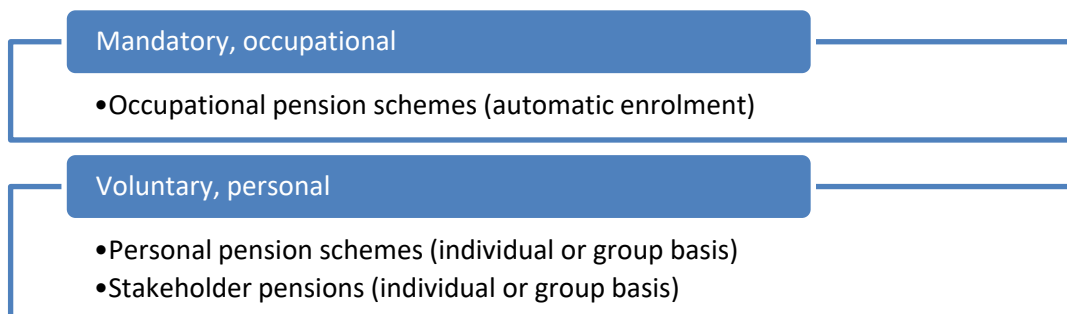 Mandatory, occupational
•Occupational pension schemes (automatic enrolment)
Voluntary, personal
•Personal pension schemes (individual or group basis)
•Stakeholder pensions (individual or group basis)